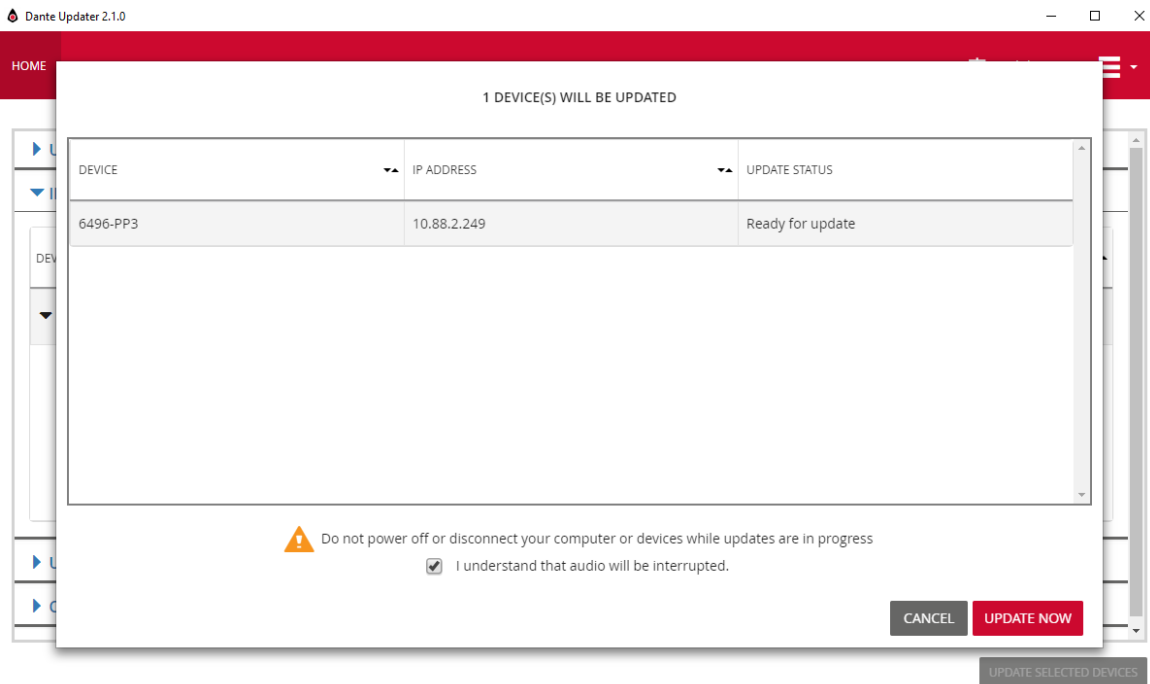 Dante Updater 2.1.0
HOME
1 DEVICE(S) WILL BE UPDATED
DEVICE IP ADDRESS UPDATE STATUS
6496-PP3 10.88.2.249 Ready for update
Do not power off or disconnect your computer or devices while updates are in progress
I understand that audio will be interrupted.
CANCEL UPDATE NOW
UPDATE SELECTED DEVICES